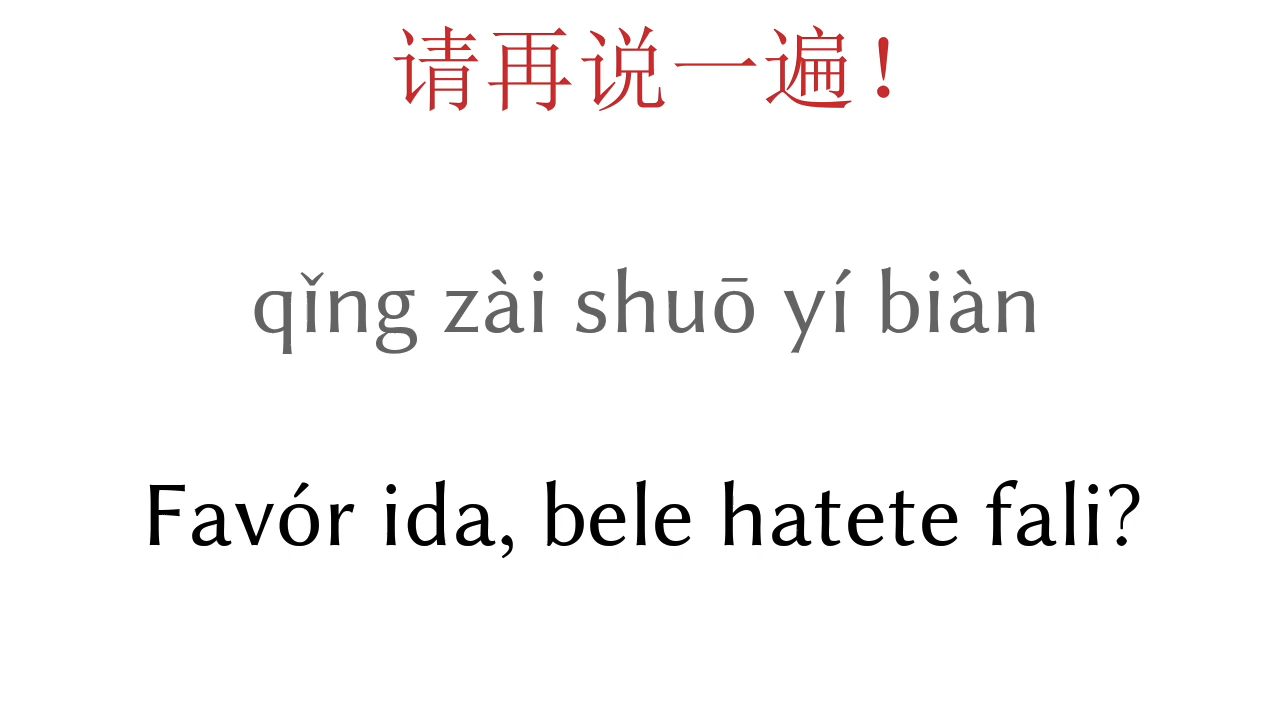 请再说一遍！
qǐng zài shuō yí biàn
Favór ida, bele hatete fali?